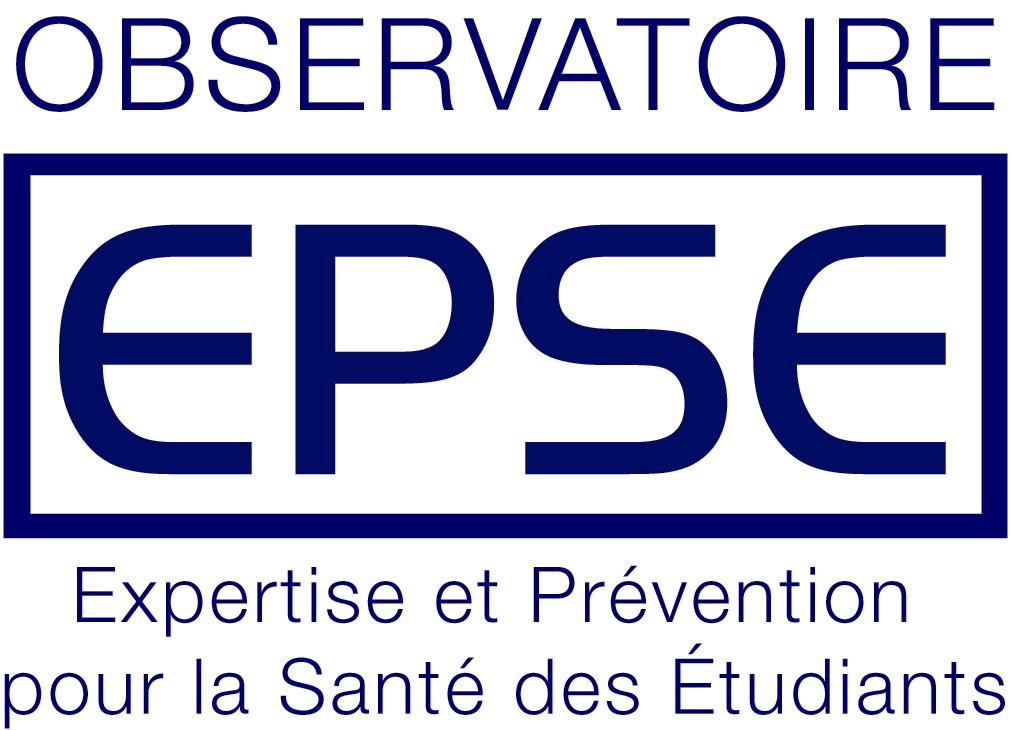 OBSERVATOIRE
EPSE
Expertise et Prévention
pour la Santé des Étudiants